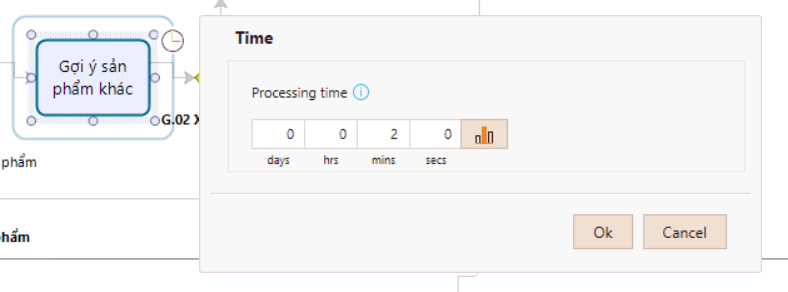 Time
Gợi ý sản
phẩm khác
Processing time
0 0 2 0
days hrs mins secs
G.02
phẩm
Ok Cancel